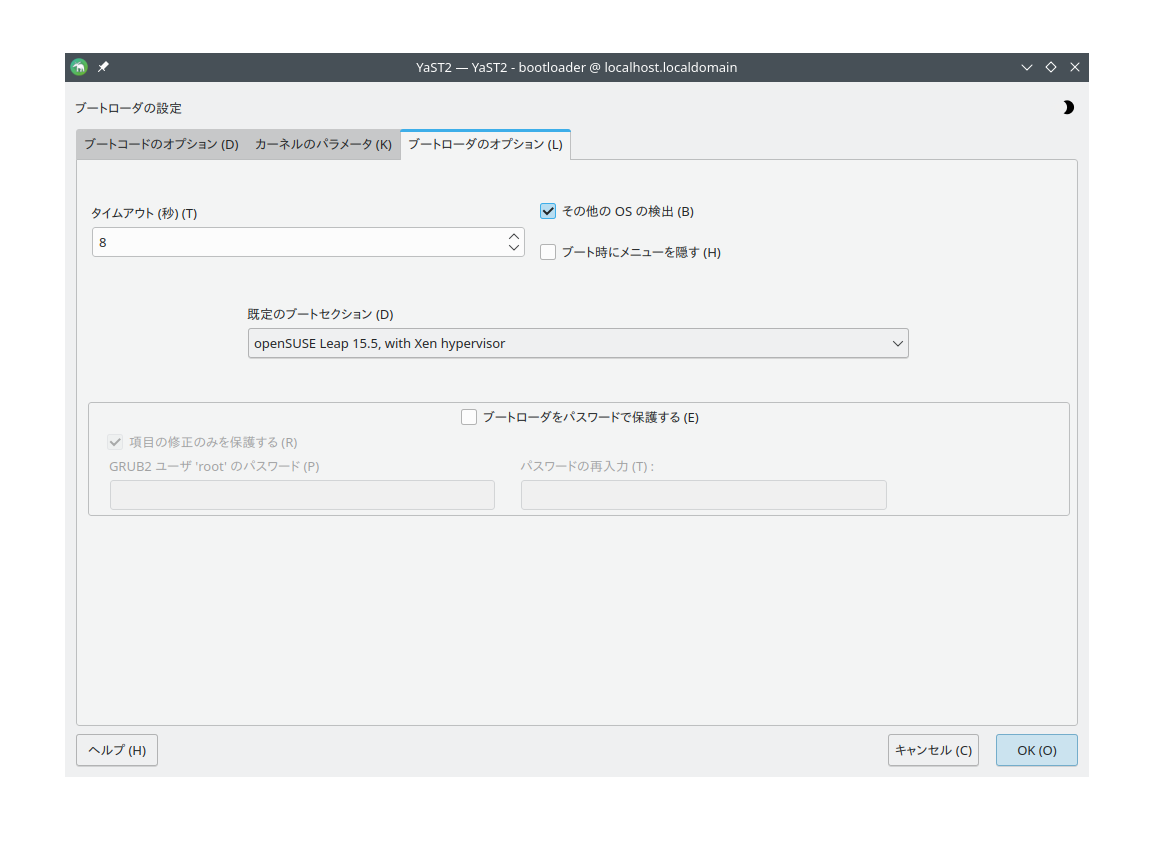 YaST2 — YaST2 - bootloader @ localhost.localdomain
ブートローダの設定
ブートコードのオプション (D) カーネルのパラメータ (K) ブートローダのオプション (L)
タイムアウト (秒) (T)
8
その他の OS の検出 (B)
ブート時にメニューを隠す (H)
既定のブートセクション (D)
openSUSE Leap 15.5, with Xen hypervisor
ブートローダをパスワードで保護する (E)
項目の修正のみを保護する (R)
GRUB2 ユーザ 'root' のパスワード (P) パスワードの再入力 (T) :
ヘルプ (H) キャンセル (C) OK (O)